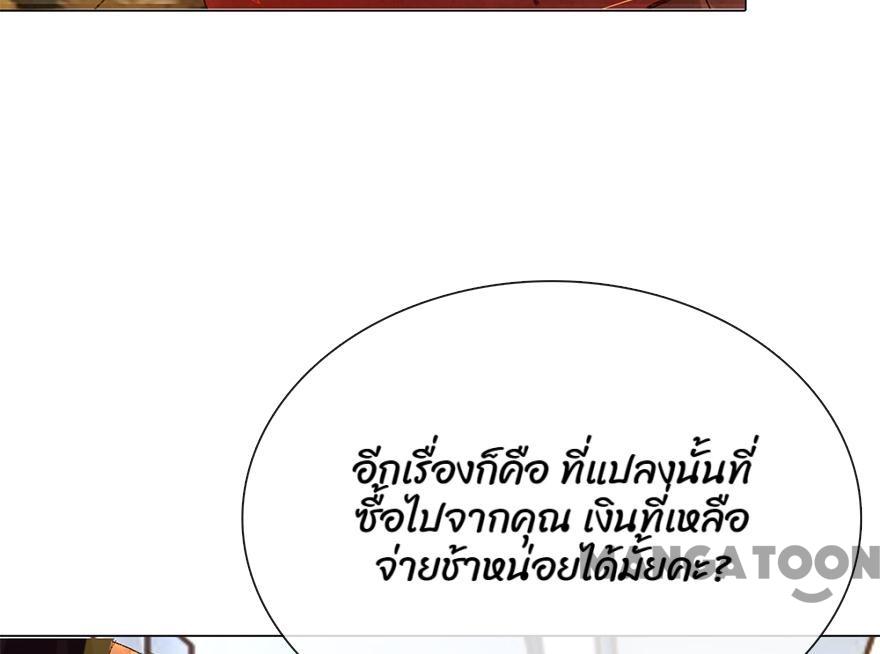 อีกเรื่องก็คือ ที่แปลงนั้นที่
ซื้อไปจากคุณ เงินที่เหลือ
จ่ายช้าหน่อยได้มั้ยคะ?
MANGATOON